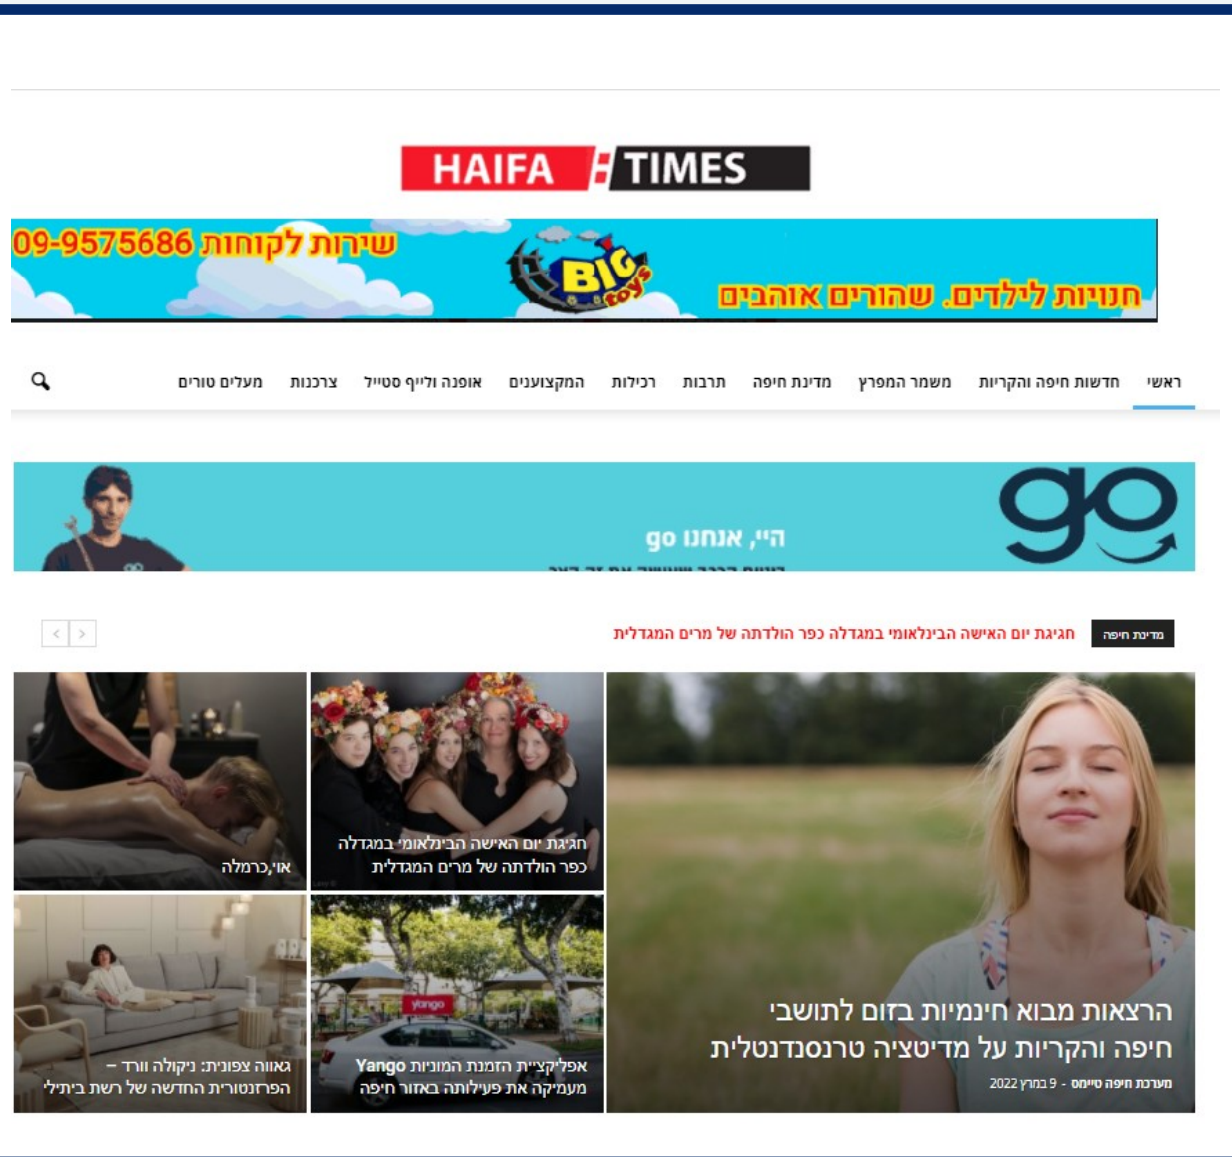 HAIFA TIMES
שירות לקוחות 09-9575686
BIG
toys
חנויות לילדים. שהורים אוהבים
ראשי חדשות חיפה והקריות משמר המפרץ מדינת חיפה תרבות רכילות המקצוענים אופנה ולייף סטייל צרכנות מעלים טורים
go
היי, אנחנו go
מדינת חיפה חגיגת יום האישה הבינלאומי במגדלה כפר הולדתה של מרים המגדלית
הרצאות מבוא חינמיות בזום לתושבי
חיפה והקריות על מדיטציה טרנסנדנטלית
מערכת חיפה טיימס - 9 במרץ 2022
חגיגת יום האישה הבינלאומי במגדלה
כפר הולדתה של מרים המגדלית
אוי,כרמלה
yango
אפליקציית הזמנת המוניות Yango
מעמיקה את פעילותה באזור חיפה
גאווה צפונית: ניקולה וורד –
הפרזנטורית החדשה של רשת ביתילי